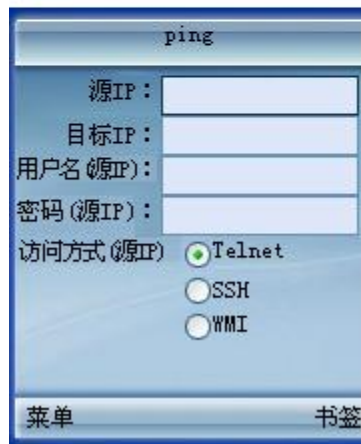 ping
源IP：
目标IP：
用户名(源IP)：
密码(源IP)：
访问方式(源IP) Telnet
SSH
WMI
菜单 书签